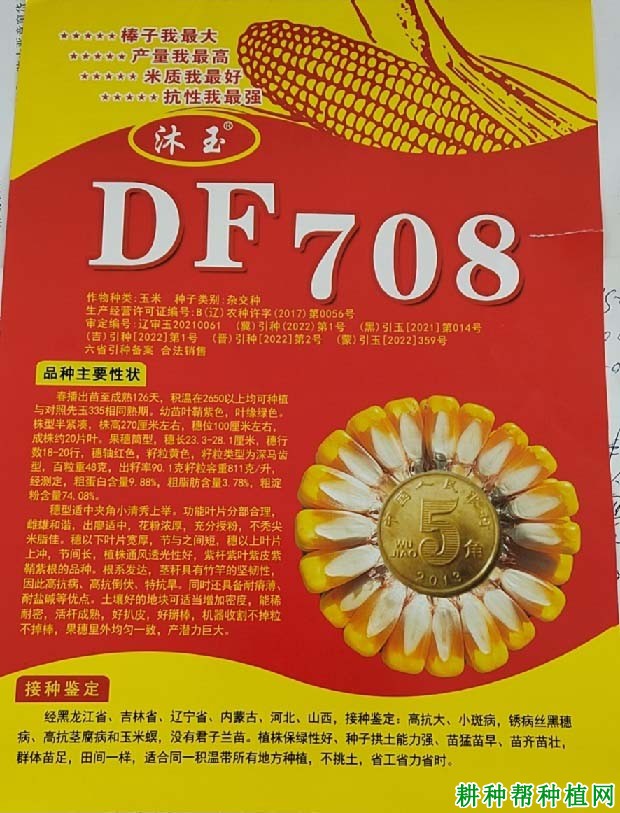 ★★★★★棒子我最大
★★★★★产量我最高
★★★★★米质我最好
★★★★★抗性我最强
沐玉®
DF708
作物种类:玉米 种子类别:杂交种
生产经营许可证编号:B(辽)农种许字(2017)第0056号
审定编号:辽审玉20210061 (冀)引种(2022)第1号 (黑)引玉[2021]第014号
(吉)引种[2022]第1号 (晋)引种[2022]第2号 (蒙)引玉[2022]359号
六省引种备案 合法销售
品种主要性状
春播出苗至成熟126天，积温在2650以上均可种植
与对照先玉335相同熟期。幼苗叶鞘紫色，叶缘绿色。
株型半紧凑，株高270厘米左右，穗位100厘米左右，
成株约20片叶。果穗筒型，穗长23.3-28.1厘米，穗行
数18-20行，穗轴红色，籽粒黄色，籽粒类型为深马齿
型，百粒重48克，出籽率90.1克籽粒容重811克/升，
经测定，粗蛋白含量9.88%，粗脂肪含量3.78%，粗淀
粉含量74.08%。
穗型适中夹角小清秀上举。功能叶片分部合理，
雌雄和谐，出廖适中，花粉浓厚，充分授粉，不秃尖
米脂佳。穗以下叶片宽厚，节与之间短，穗以上叶片
上冲，节间长，植株通风透光性好，紫杆紫叶紫皮紫
鞘紫根的品种。根系发达，茎秆具有竹竿的坚韧性，
因此高抗病、高抗倒伏、特抗旱。同时还具备耐瘠薄、
耐盐碱等优点。土壤好的地块可适当增加密度，能稀
耐密，活杆成熟，好扒皮，好掰棒，机器收割不掉粒
不掉棒，果穗里外均匀一致，产潜力巨大。
中国人民银行
5
角
WU
JIAO
2013
接种鉴定
经黑龙江省、吉林省、辽宁省、内蒙古、河北、山西，接种鉴定：高抗大、小斑病，锈病丝黑穗
病、高抗茎腐病和玉米螟，没有君子兰苗。植株保绿性好、种子拱土能力强、苗猛苗早、苗齐苗壮，
群体苗足，田间一样，适合同一积温带所有地方种植，不挑土，省工省力省时。
耕种帮种植网